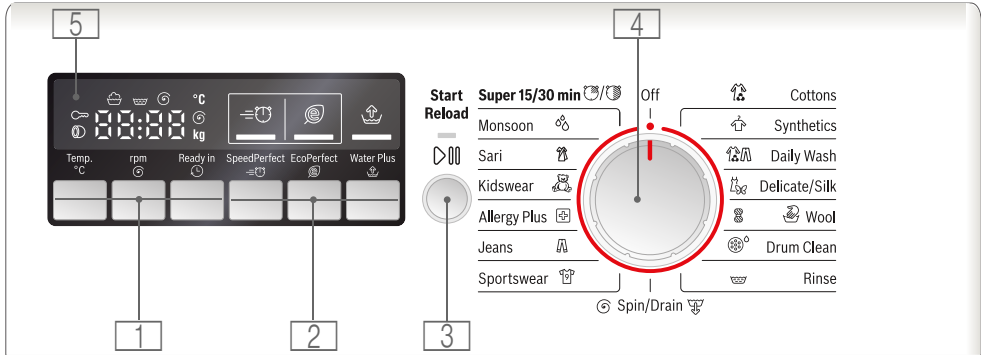 5
4
88:88
°C
kg
Temp.
°C
rpm
Ready in
SpeedPerfect
EcoPerfect
Water Plus
Start
Reload
Super 15/30 min
/
Off
Monsoon
Sari
Kidswear
Allergy Plus
Jeans
Sportswear
Cottons
Synthetics
Daily Wash
Delicate/Silk
Wool
Drum Clean
Rinse
Spin/Drain
1
2
3